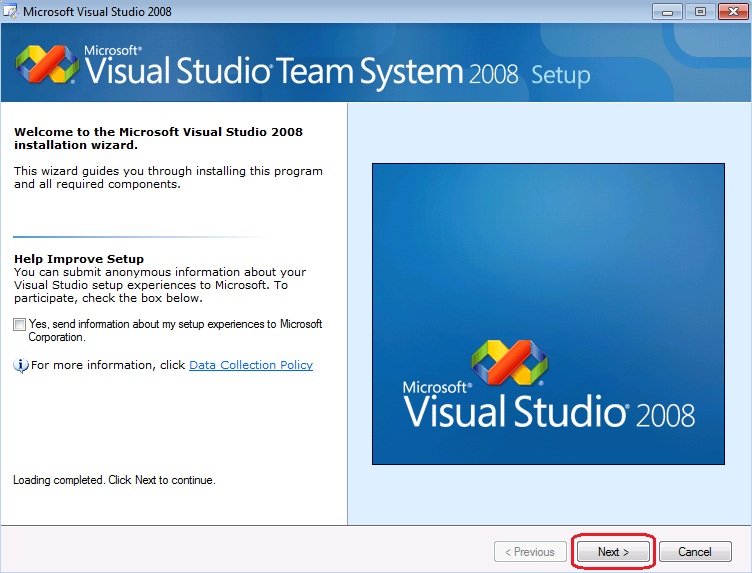 Microsoft Visual Studio 2008
Microsoft®
Visual Studio® Team System 2008 Setup
Welcome to the Microsoft Visual Studio 2008
installation wizard.
This wizard guides you through installing this program
and all required components.
Help Improve Setup
You can submit anonymous information about your
Visual Studio setup experiences to Microsoft. To
participate, check the box below.
Yes, send information about my setup experiences to Microsoft
Corporation.
For more information, click Data Collection Policy
Loading completed. Click Next to continue.
Microsoft®
Visual Studio® 2008
< Previous
Next >
Cancel